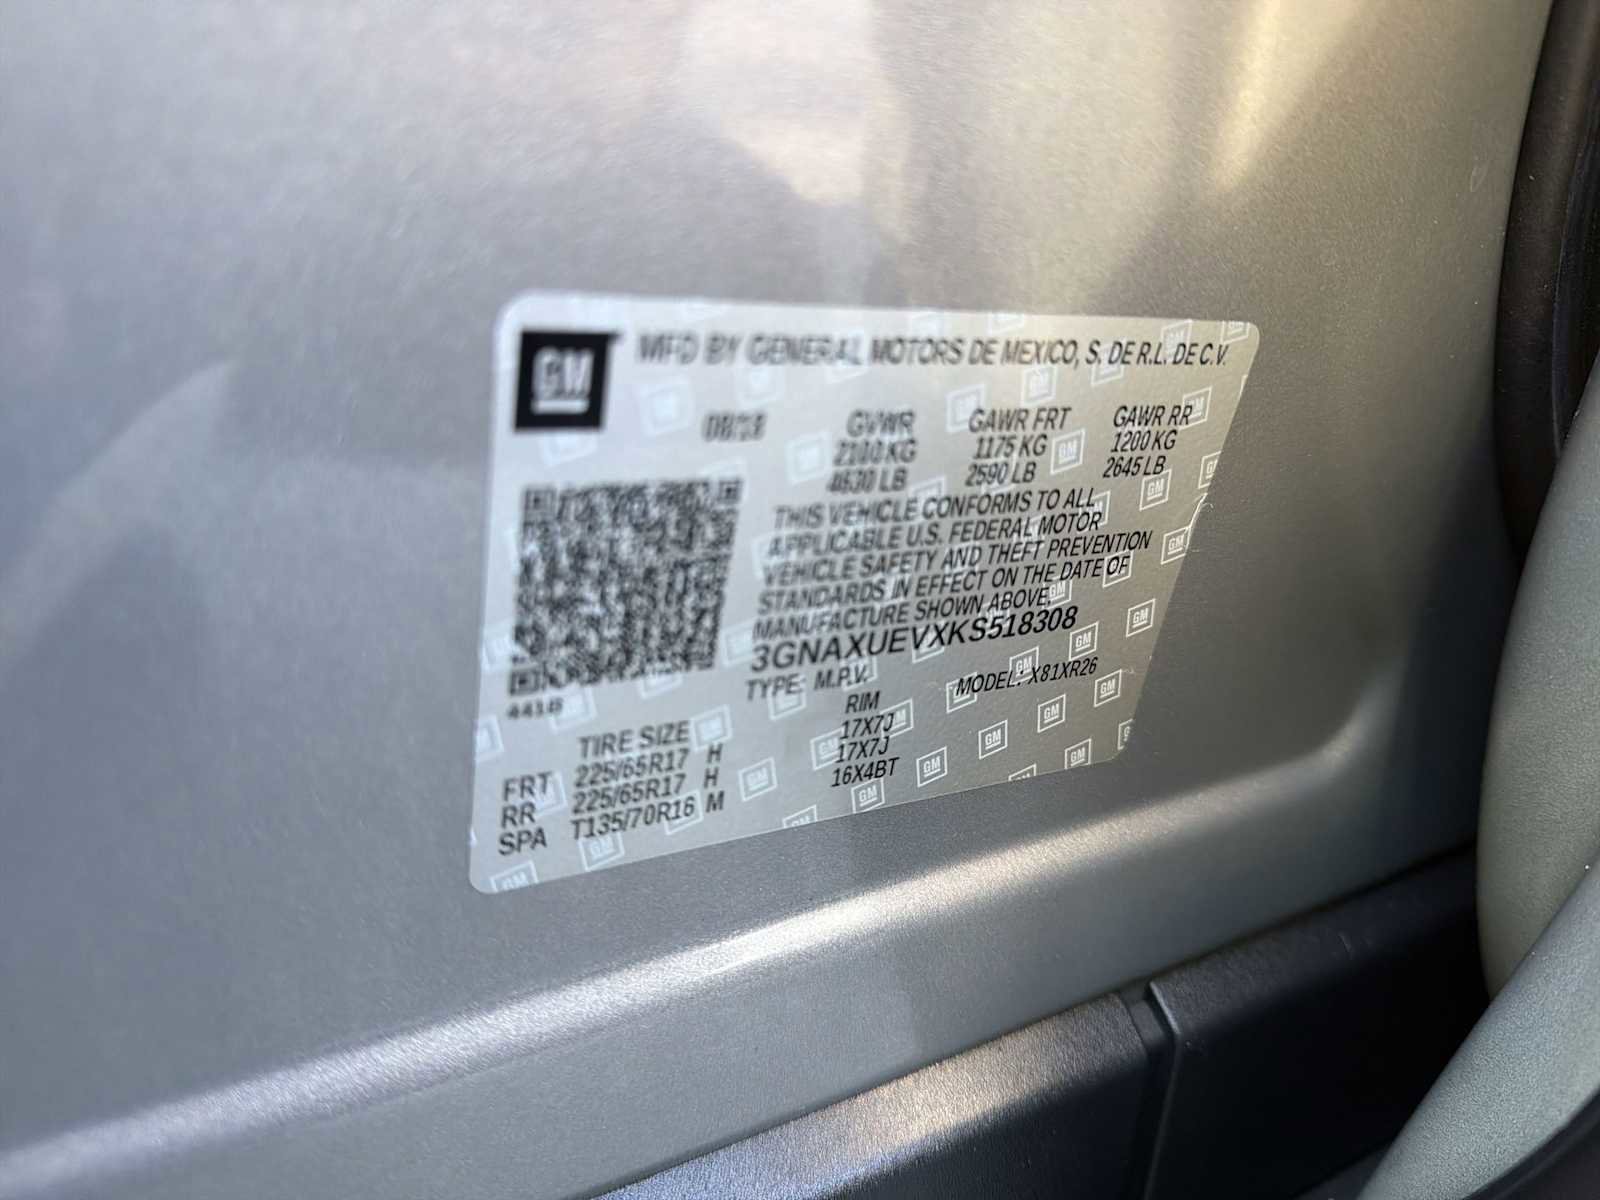 GM MFD BY GENERAL MOTORS DE MEXICO, S. DE R.L. DE C.V.
08/18 GVWR GAWR FRT GAWR RR
2100 KG 1175 KG 1200 KG
4630 LB 2590 LB 2645 LB
THIS VEHICLE CONFORMS TO ALL
APPLICABLE U.S. FEDERAL MOTOR
VEHICLE SAFETY AND THEFT PREVENTION
STANDARDS IN EFFECT ON THE DATE OF
MANUFACTURE SHOWN ABOVE.
3GNAXUEVXKS518308
TYPE: M.P.V. MODEL: X81XR26
TIRE SIZE RIM
FRT 225/65R17 H 17X7J
RR 225/65R17 H 17X7J
SPA T135/70R16 M 16X4BT